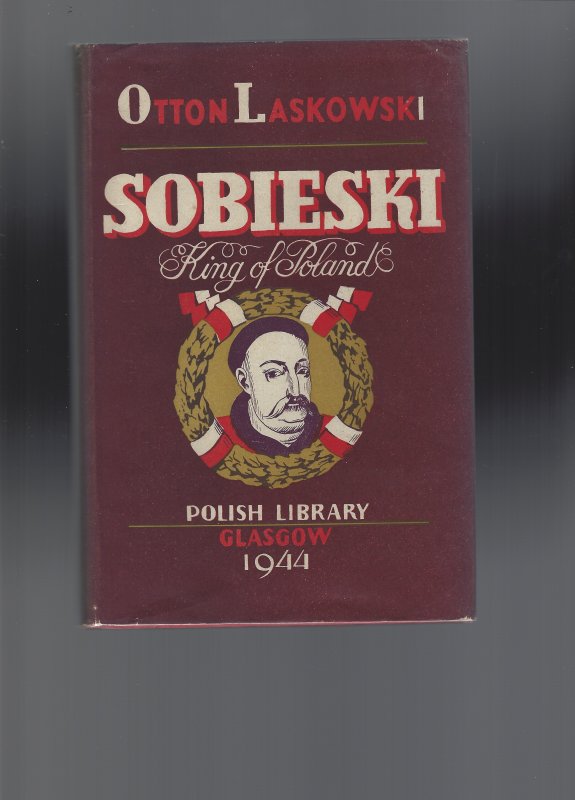 OTTON LASKOWSKI
SOBIESKI
King of Poland
POLISH LIBRARY
GLASGOW
1944